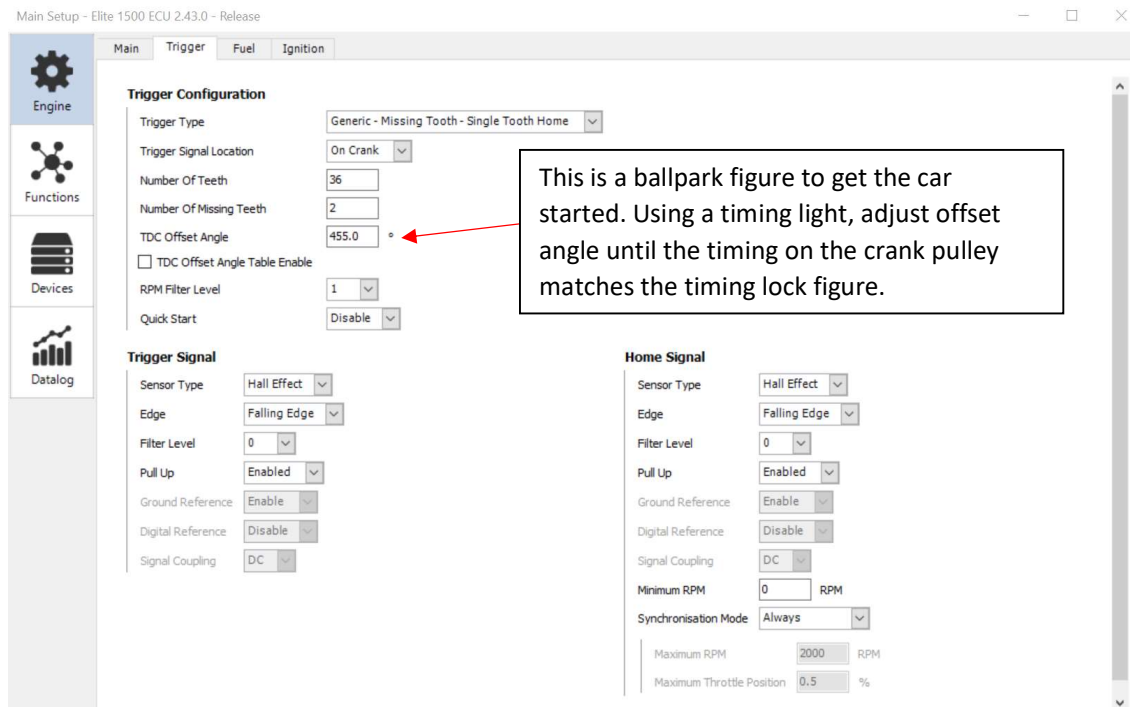 Main Setup - Elite 1500 ECU 2.43.0 - Release
Main Trigger Fuel Ignition
Engine
Functions
Devices
Datalog
Trigger Configuration
Trigger Type Generic - Missing Tooth - Single Tooth Home
Trigger Signal Location On Crank
Number Of Teeth 36
Number Of Missing Teeth 2
TDC Offset Angle 455.0 °
TDC Offset Angle Table Enable
RPM Filter Level 1
Quick Start Disable
This is a ballpark figure to get the car
started. Using a timing light, adjust offset
angle until the timing on the crank pulley
matches the timing lock figure.
Trigger Signal
Sensor Type Hall Effect
Edge Falling Edge
Filter Level 0
Pull Up Enabled
Ground Reference Enable
Digital Reference Disable
Signal Coupling DC
Home Signal
Sensor Type Hall Effect
Edge Falling Edge
Filter Level 0
Pull Up Enabled
Ground Reference Enable
Digital Reference Disable
Signal Coupling DC
Minimum RPM 0 RPM
Synchronisation Mode Always
Maximum RPM 2000 RPM
Maximum Throttle Position 0.5 %